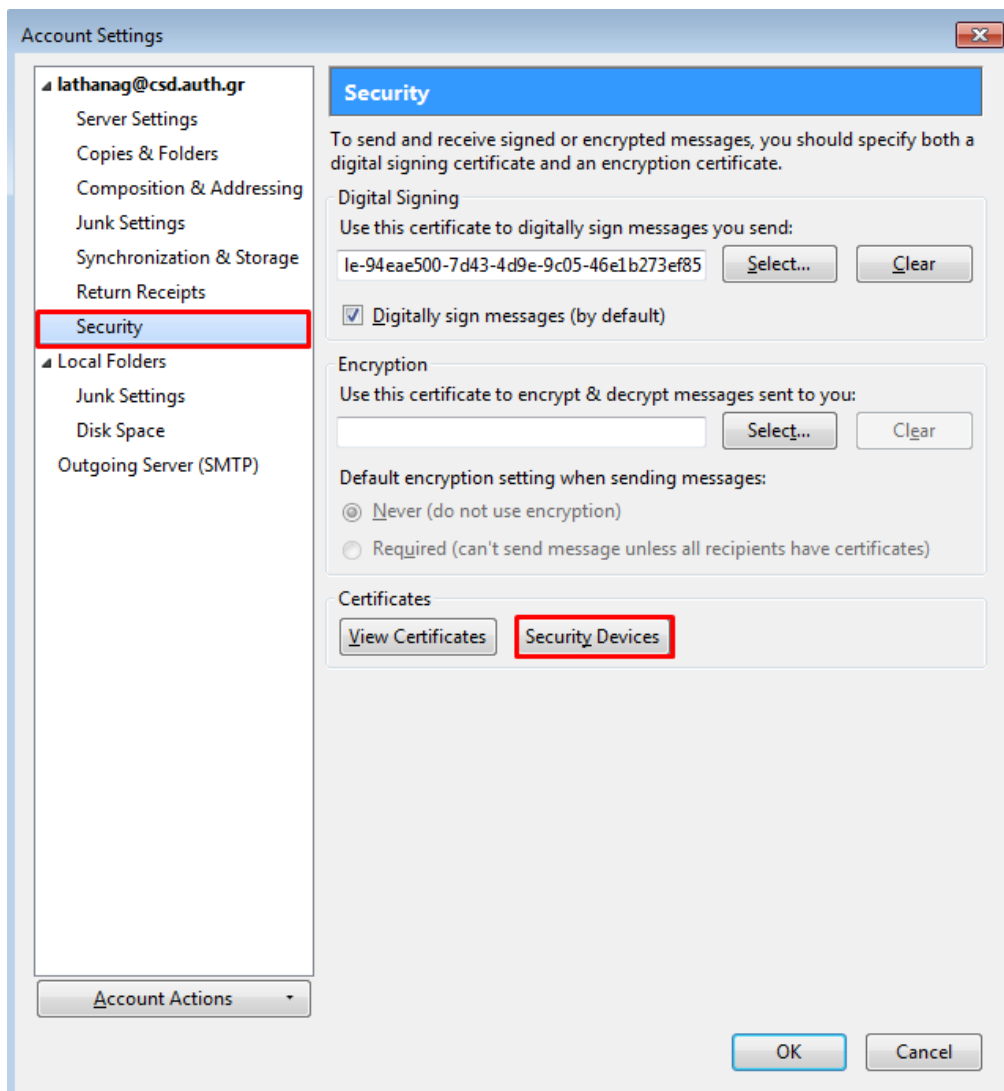 Account Settings
lathanag@csd.auth.gr
Server Settings
Copies & Folders
Composition & Addressing
Junk Settings
Synchronization & Storage
Return Receipts
Security
Local Folders
Junk Settings
Disk Space
Outgoing Server (SMTP)
Account Actions
Security
To send and receive signed or encrypted messages, you should specify both a
digital signing certificate and an encryption certificate.
Digital Signing
Use this certificate to digitally sign messages you send:
le-94eae500-7d43-4d9e-9c05-46e1b273ef85 Select... Clear
Digitally sign messages (by default)
Encryption
Use this certificate to encrypt & decrypt messages sent to you:
Select... Clear
Default encryption setting when sending messages:
Never (do not use encryption)
Required (can't send message unless all recipients have certificates)
Certificates
View Certificates Security Devices
OK Cancel